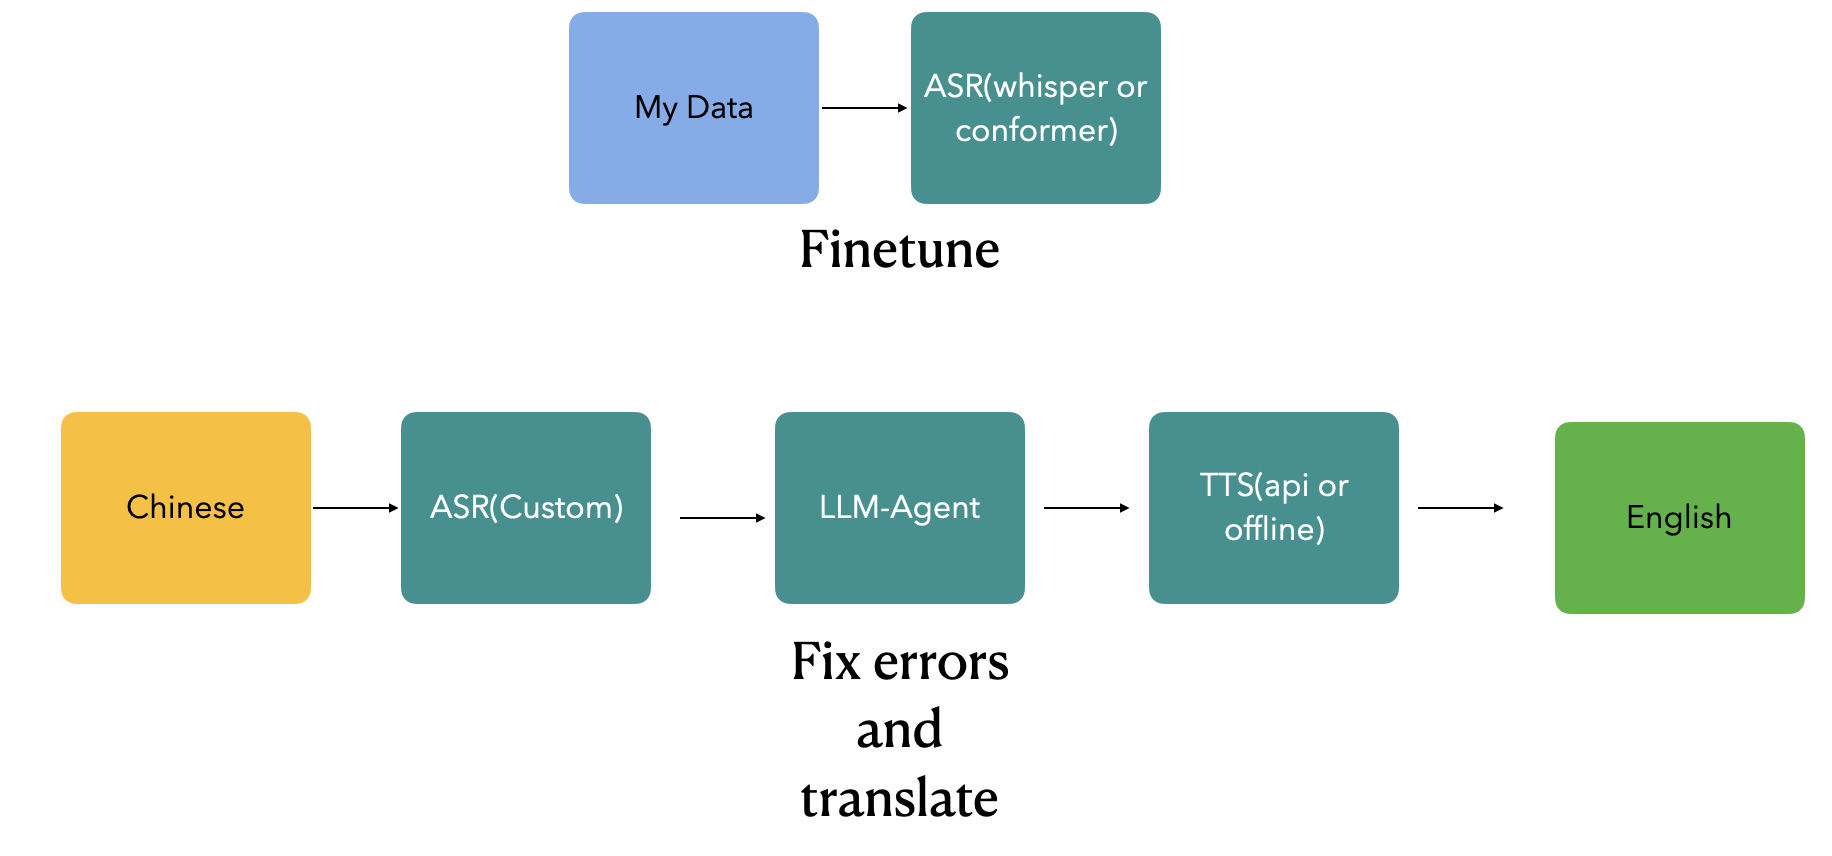 My Data
ASR(whisper or
conformer)
Finetune
Chinese
ASR(Custom)
LLM-Agent
TTS(api or
offline)
English
Fix errors
and
translate